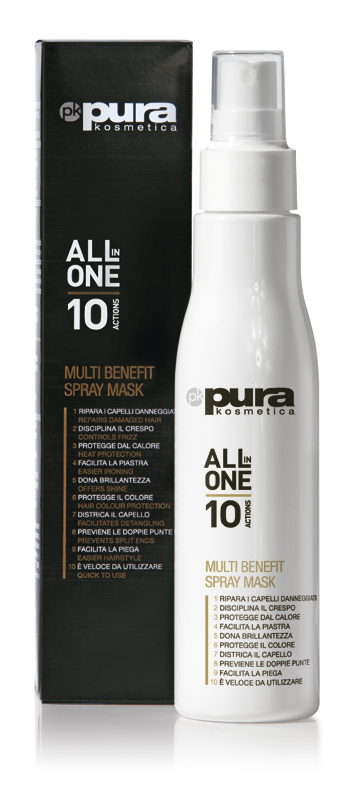 pk pura
kosmetica
ALL in
ONE
10 ACTIONS
MULTI BENEFIT
SPRAY MASK
1 RIPARA I CAPELLI DANNEGGIAT
REPAIRS DAMAGED HAIR
2 DISCIPLINA IL CRESPO
CONTROLS FRIZZ
3 PROTEGGE DAL CALORE
HEAT PROTECTION
4 FACILITA LA PIASTRA
EASIER IRONING
5 DONA BRILLANTEZZA
OFFERS SHINE
6 PROTEGGE IL COLORE
HAIR COLOUR PROTECTION
7 DISTRICA IL CAPELLO
FACILITATES DETANGLING
8 PREVIENE LE DOPPIE PUNTE
PREVENTS SPLIT ENDS
9 FACILITA LA PIEGA
EASIER HAIRSTYLE
10 È VELOCE DA UTILIZZARE
QUICK TO USE
pk pura
kosmetica
ALL in
ONE
10 ACTIONS
MULTI BENEFIT
SPRAY MASK
1 RIPARA I CAPELLI DANNEGGIATI
2 DISCIPLINA IL CRESPO
3 PROTEGGE DAL CALORE
4 FACILITA LA PIASTRA
5 DONA BRILLANTEZZA
6 PROTEGGE IL COLORE
7 DISTRICA IL CAPELLO
8 PREVIENE LE DOPPIE PUNTE
9 FACILITA LA PIEGA
10 È VELOCE DA UTILIZZARE